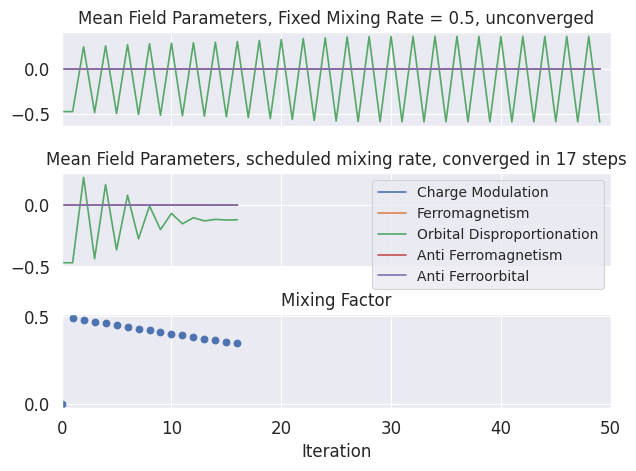 Mean Field Parameters, Fixed Mixing Rate = 0.5, unconverged
0.0
−0.5
Mean Field Parameters, scheduled mixing rate, converged in 17 steps
0.0
−0.5
Charge Modulation
Ferromagnetism
Orbital Disproportionation
Anti Ferromagnetism
Anti Ferroorbital
Mixing Factor
0.5
0.0
0 10 20 30 40 50
Iteration